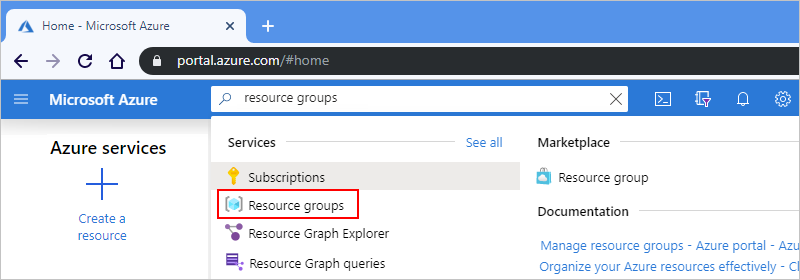 Home - Microsoft Azure
portal.azure.com/#home
Microsoft Azure
resource groups
Azure services
Create a
resource
Services
See all
Subscriptions
Resource groups
Resource Graph Explorer
Resource Graph queries
Marketplace
Resource group
Documentation
Manage resource groups - Azure portal - Az
Organize your Azure resources effectively - Cl